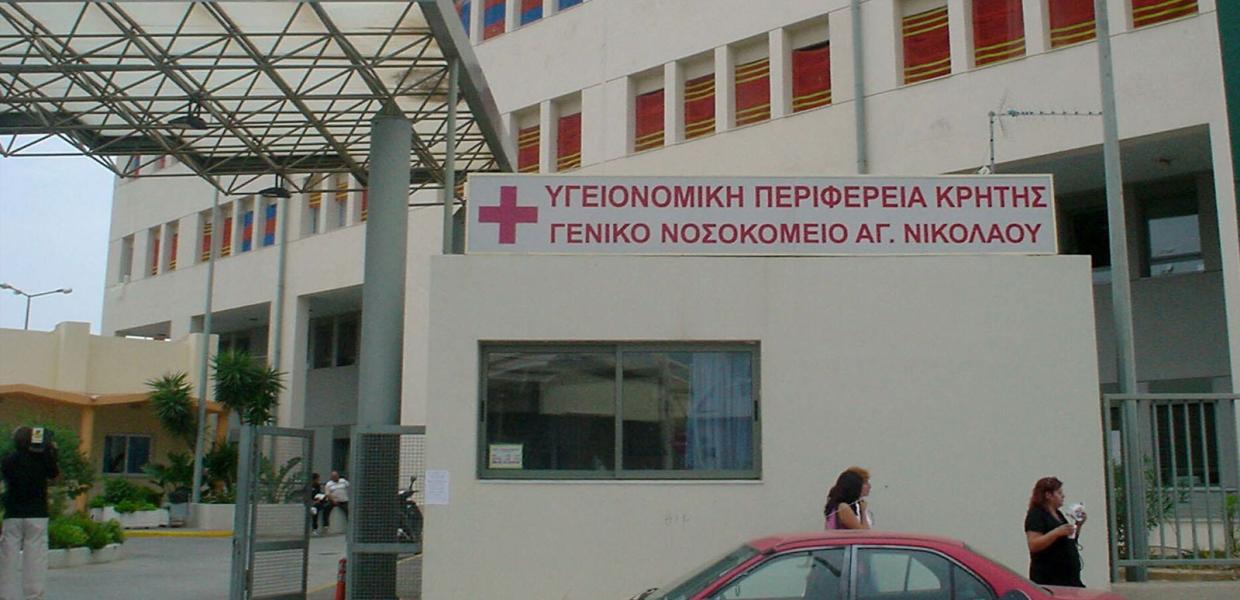 ΥΓΕΙΟΝΟΜΙΚΗ ΠΕΡΙΦΕΡΕΙΑ ΚΡΗΤΗΣ
ΓΕΝΙΚΟ ΝΟΣΟΚΟΜΕΙΟ ΑΓ. ΝΙΚΟΛΑΟΥ